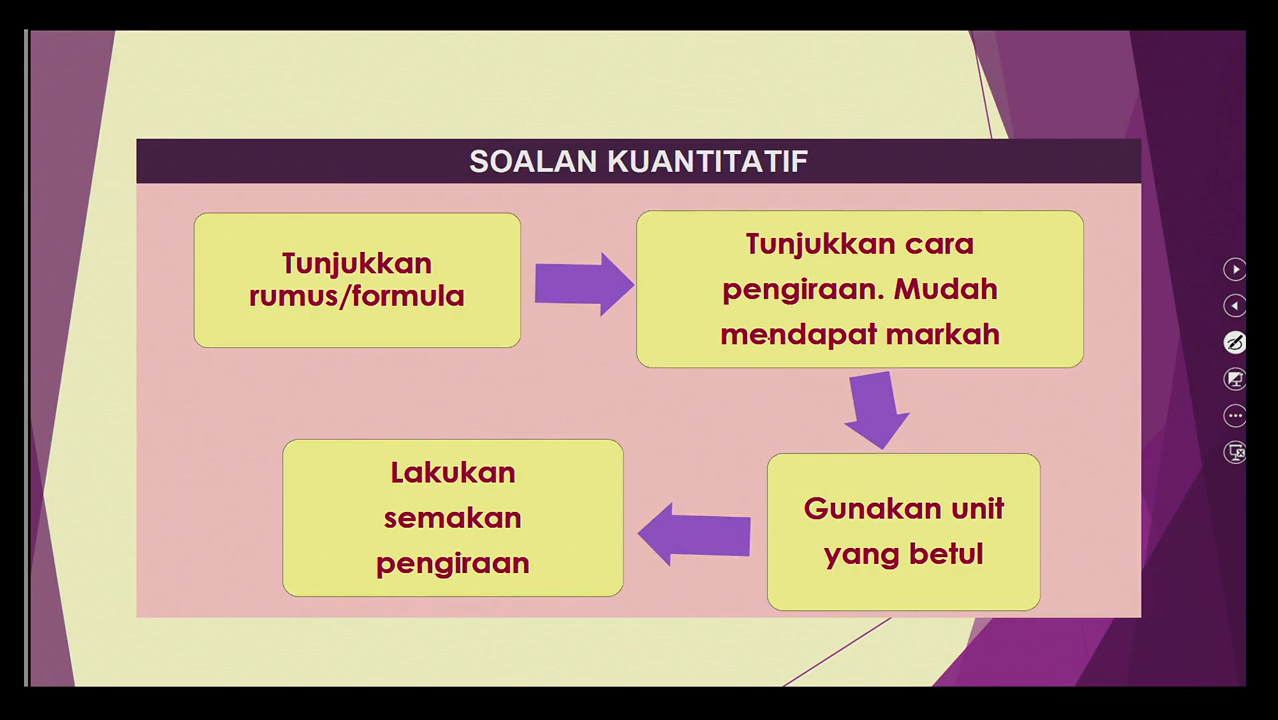 SOALAN KUANTITATIF
Tunjukkan
rumus/formula
Tunjukkan cara
pengiraan. Mudah
mendapat markah
Gunakan unit
yang betul
Lakukan
semakan
pengiraan